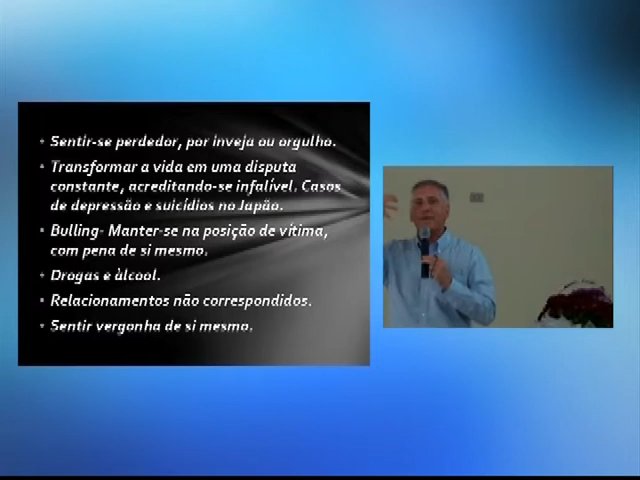 • Sentir-se perdedor, por inveja ou orgulho.
• Transformar a vida em uma disputa
constante, acreditando-se infalível. Casos
de depressão e suicídios no Japão.
• Bulling- Manter-se na posição de vítima,
com pena de si mesmo.
• Drogas e álcool.
• Relacionamentos não correspondidos.
• Sentir vergonha de si mesmo.